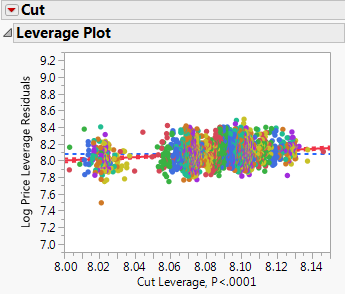 Cut
Leverage Plot
Log Price Leverage Residuals
9.2
9.0
8.8
8.6
8.4
8.2
8.0
7.8
7.6
7.4
7.2
7.0
8.00 8.02 8.04 8.06 8.08 8.10 8.12
Cut Leverage, P<.0001